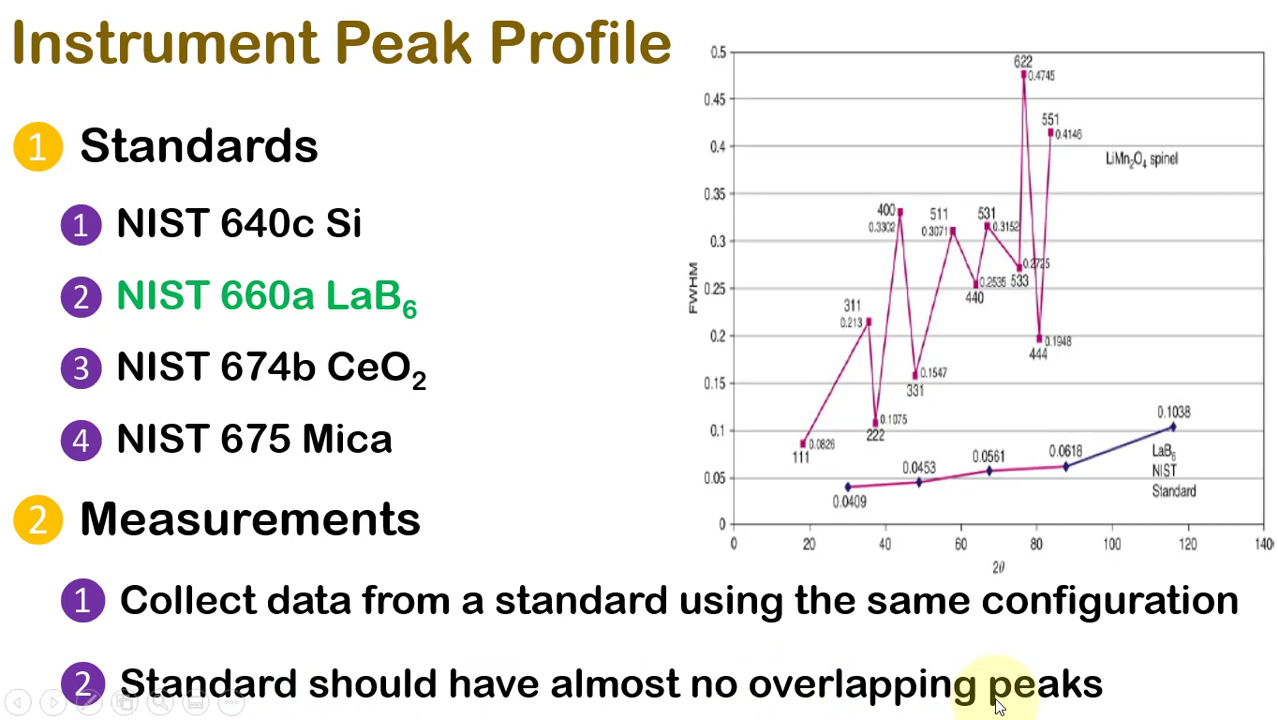 Instrument Peak Profile
1 Standards
1 NIST 640c Si
2 NIST 660a LaB₆
3 NIST 674b CeO₂
4 NIST 675 Mica
2 Measurements
1 Collect data from a standard using the same configuration
2 Standard should have almost no overlapping peaks
FWHM
0.5
0.45
0.4
0.35
0.3
0.25
0.2
0.15
0.1
0.05
0
0 20 40 60 80 100 120 140
2θ
111 0.0826
311
0.213
222 0.1075
400
0.3302
331 0.1547
511
0.3071
440 0.2535
531 0.3152
533 0.2725
622
0.4745
444 0.1948
551
0.4146
LiMn₂O₄ spinel
0.0409
0.0453
0.0561
0.0618
0.1038
LaB₆
NIST
Standard